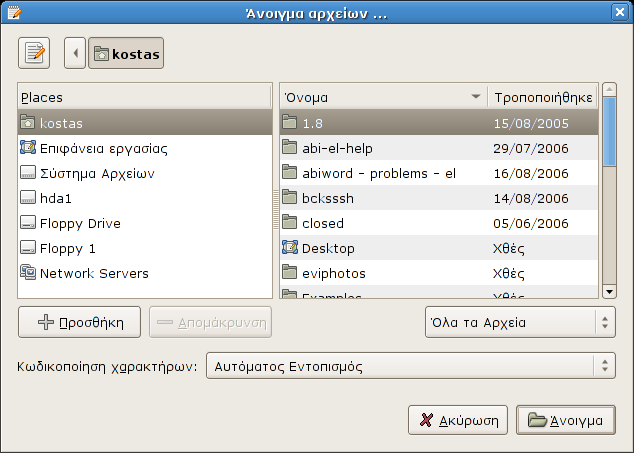 Άνοιγμα αρχείων ...
kostas
Places
kostas
Επιφάνεια εργασίας
Σύστημα Αρχείων
hda1
Floppy Drive
Floppy 1
Network Servers
Όνομα Τροποποιήθηκε
1.8 15/08/2005
abi-el-help 29/07/2006
abiword - problems - el 16/08/2006
bcksssh 14/08/2006
closed 05/06/2006
Desktop Χθές
eviphotos Χθές
Examples
Προσθήκη Απομάκρυνση Όλα τα Αρχεία
Κωδικοποίηση χαρακτήρων: Αυτόματος Εντοπισμός
Ακύρωση Άνοιγμα